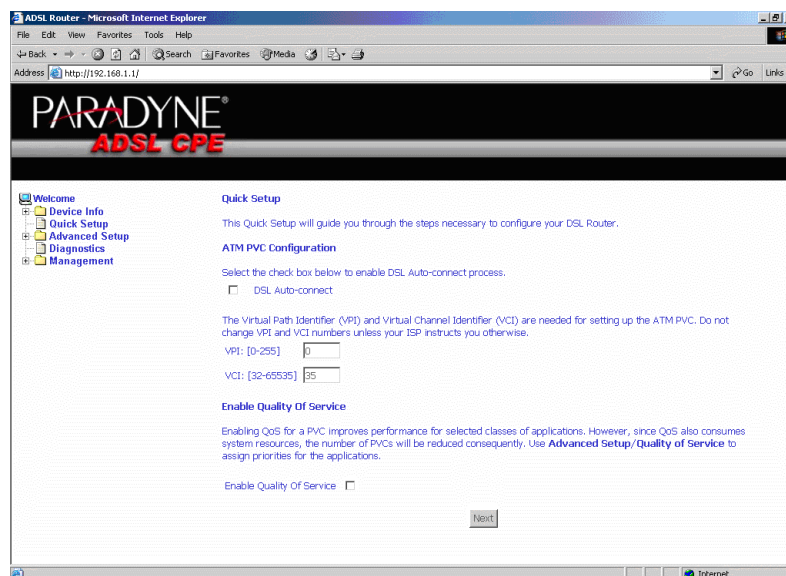 ADSL Router - Microsoft Internet Explorer
File Edit View Favorites Tools Help
Back Search Favorites Media
Address http://192.168.1.1/ Go Links
PARADYNE®
ADSL CPE
Welcome
Device Info
Quick Setup
Advanced Setup
Diagnostics
Management
Quick Setup
This Quick Setup will guide you through the steps necessary to configure your DSL Router.
ATM PVC Configuration
Select the check box below to enable DSL Auto-connect process.
DSL Auto-connect
The Virtual Path Identifier (VPI) and Virtual Channel Identifier (VCI) are needed for setting up the ATM PVC. Do not
change VPI and VCI numbers unless your ISP instructs you otherwise.
VPI: [0-255] 0
VCI: [32-65535] 35
Enable Quality Of Service
Enabling QoS for a PVC improves performance for selected classes of applications. However, since QoS also consumes
system resources, the number of PVCs will be reduced consequently. Use Advanced Setup/Quality of Service to
assign priorities for the applications.
Enable Quality Of Service
Next
Internet